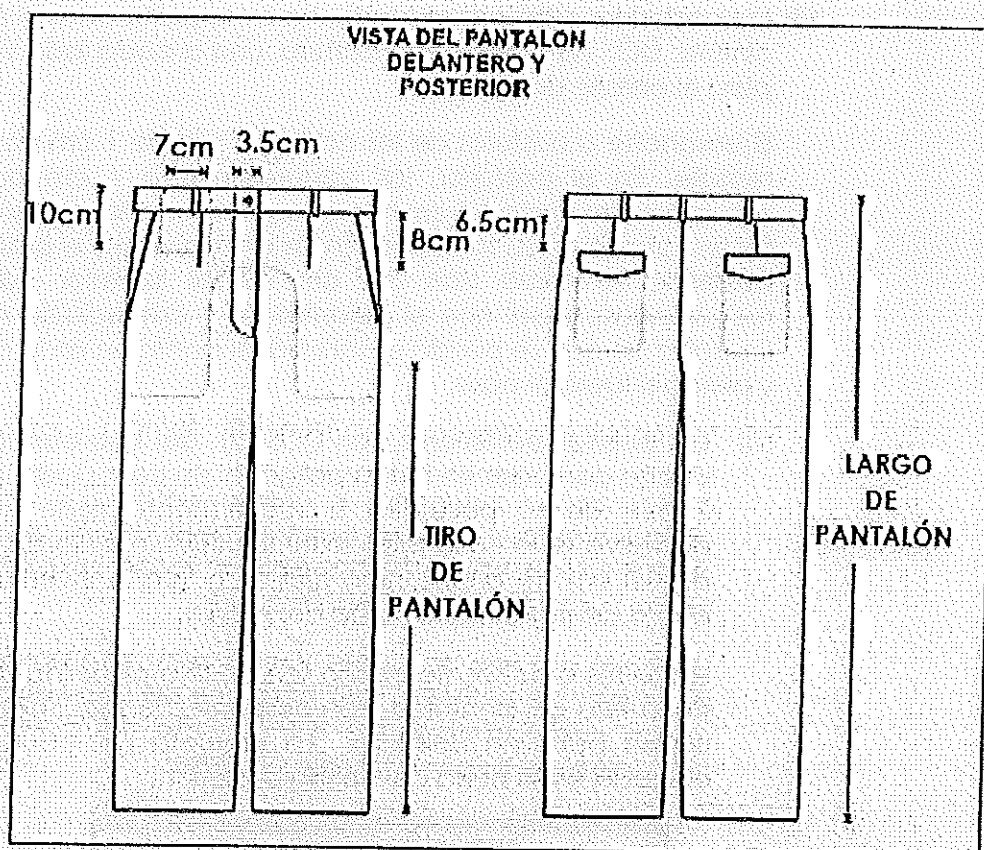 VISTA DEL PANTALON
DELANTERO Y
POSTERIOR
7cm 3.5cm
10cm
8cm
6.5cm
TIRO
DE
PANTALÓN
LARGO
DE
PANTALÓN